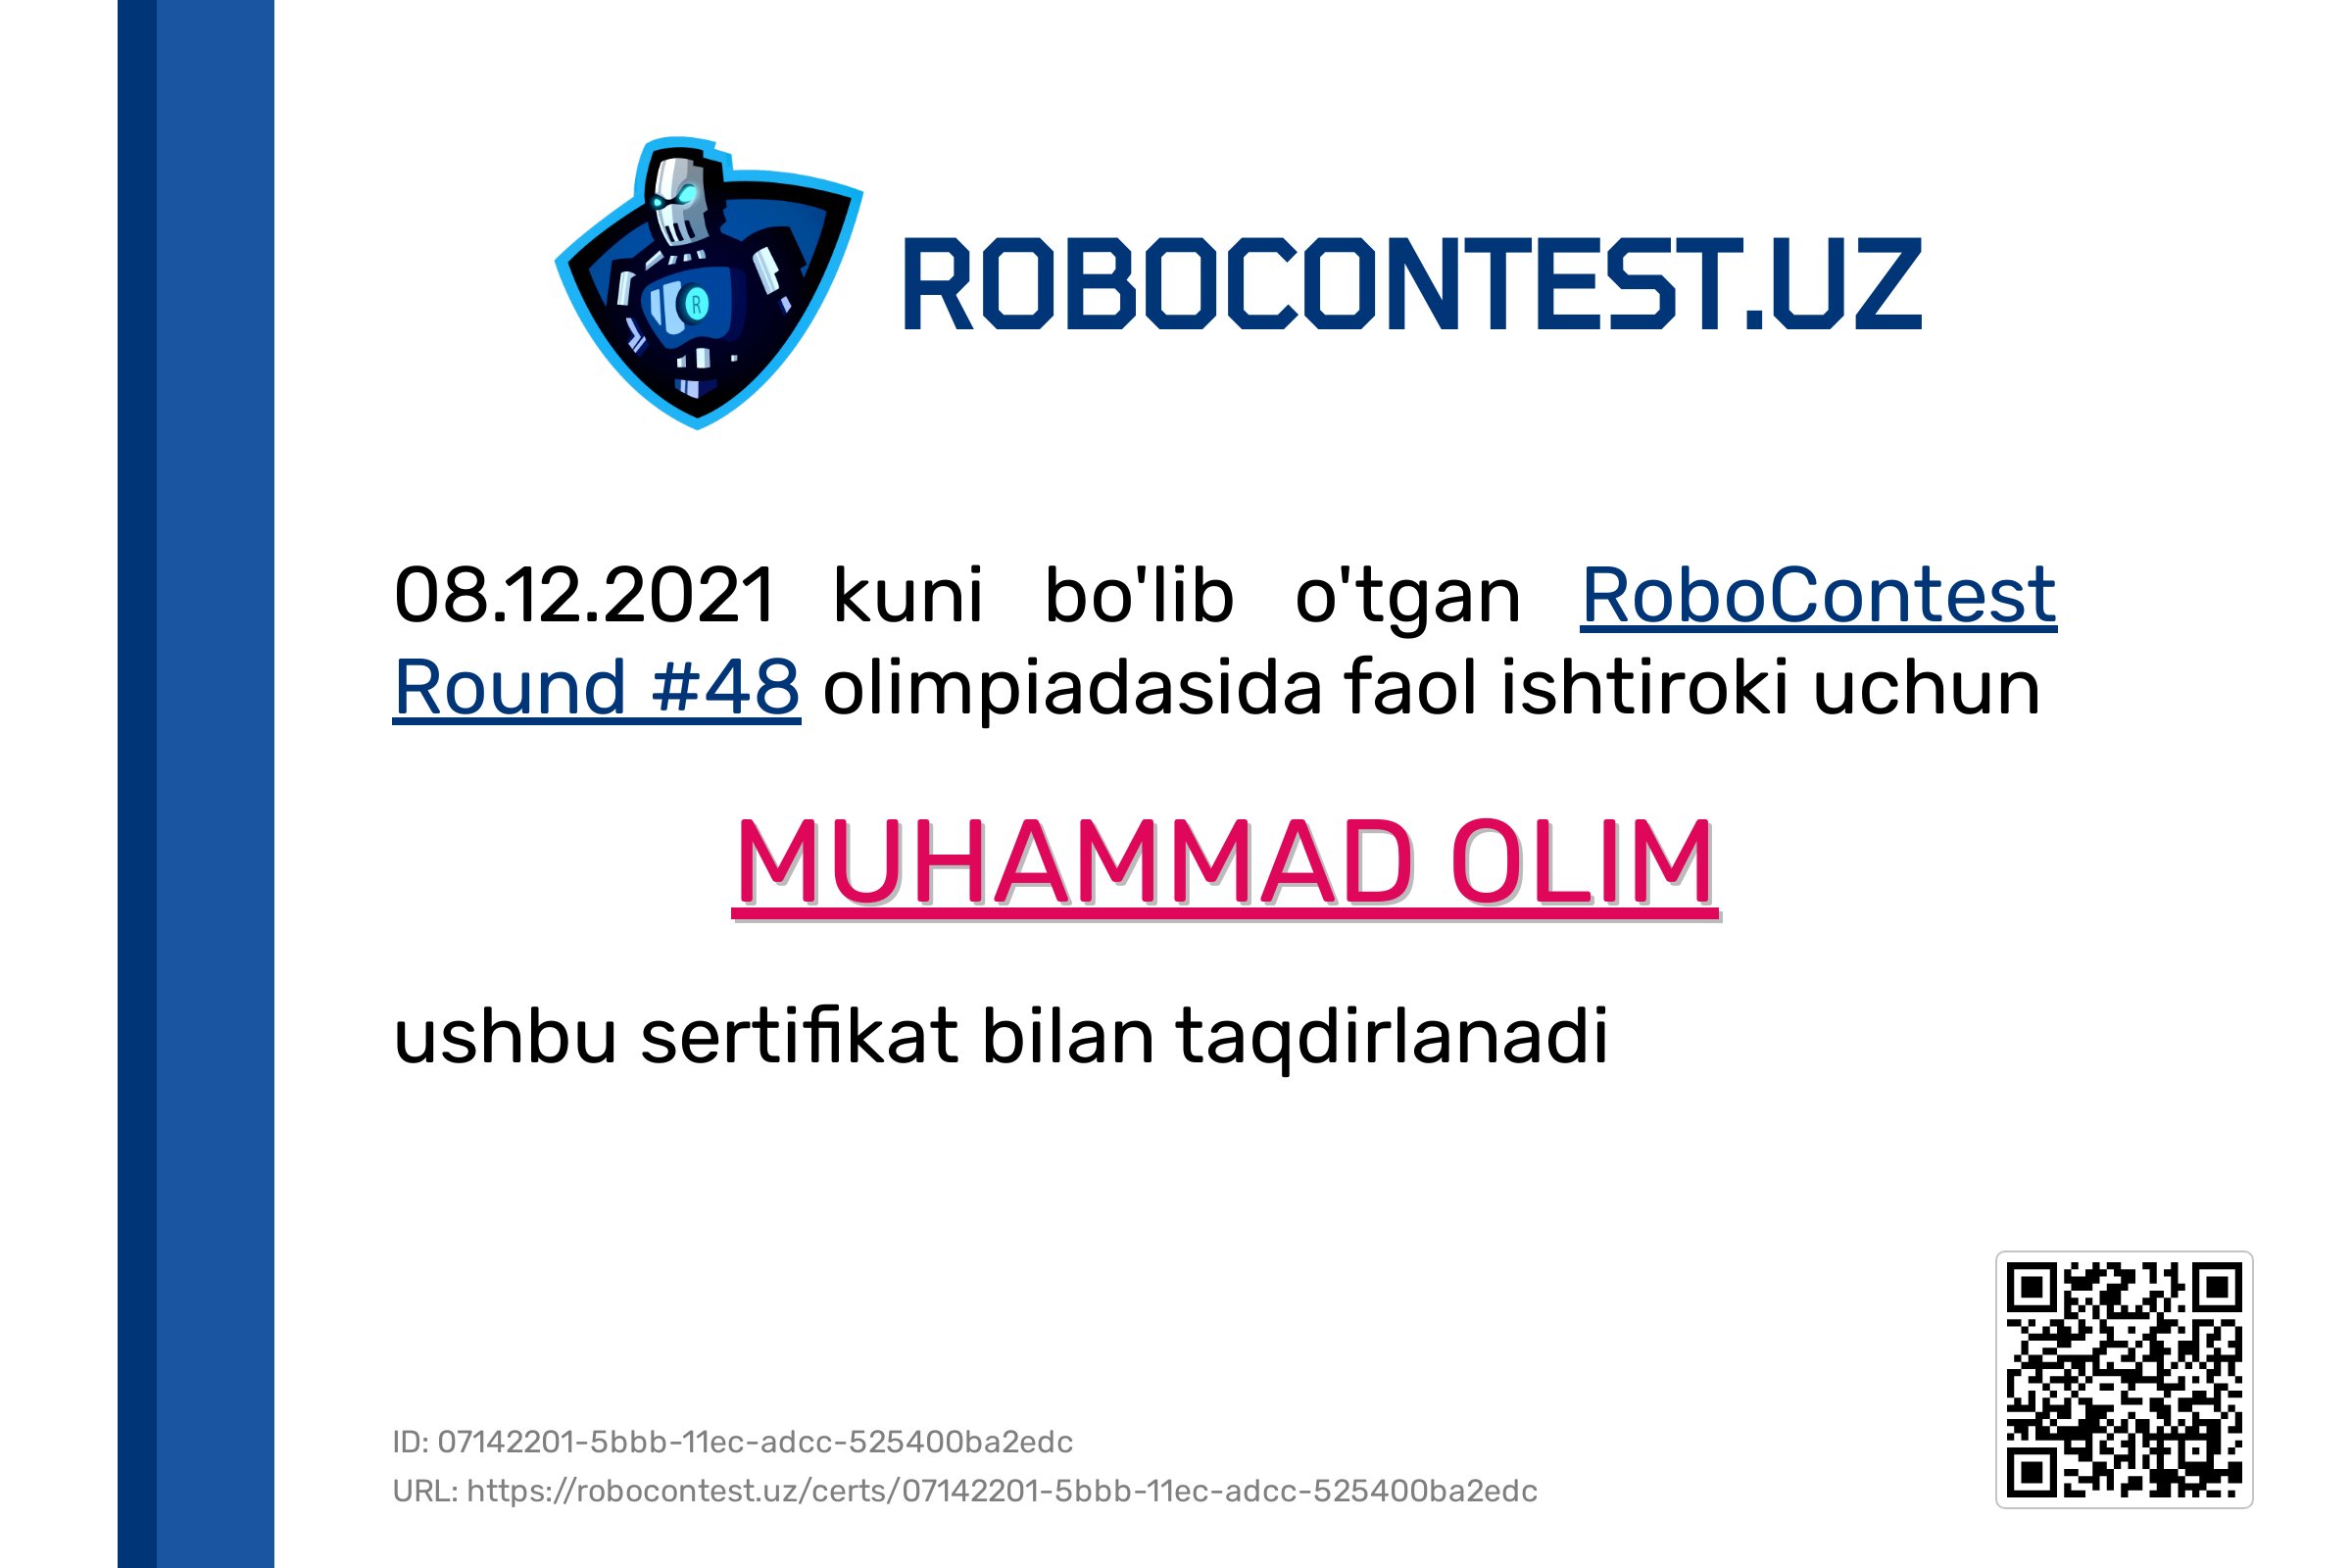 ROBOCONTEST.UZ
R
08.12.2021 kuni bo'lib o'tgan RoboContest
Round #48 olimpiadasida faol ishtiroki uchun
MUHAMMAD OLIM
ushbu sertifikat bilan taqdirlanadi
ID: 07142201-5bbb-11ec-adcc-525400ba2edc
URL: https://robocontest.uz/certs/07142201-5bbb-11ec-adcc-525400ba2edc